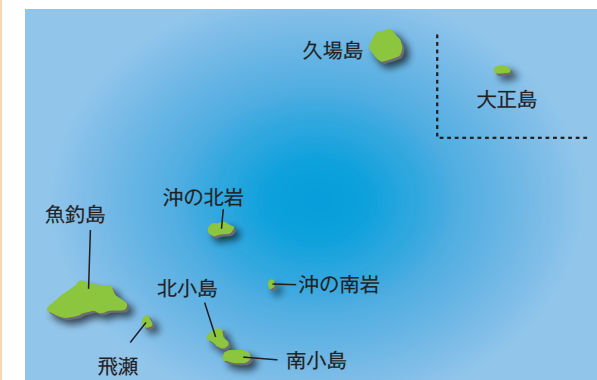 久場島
大正島
沖の北岩
魚釣島
北小島
沖の南岩
飛瀬
南小島